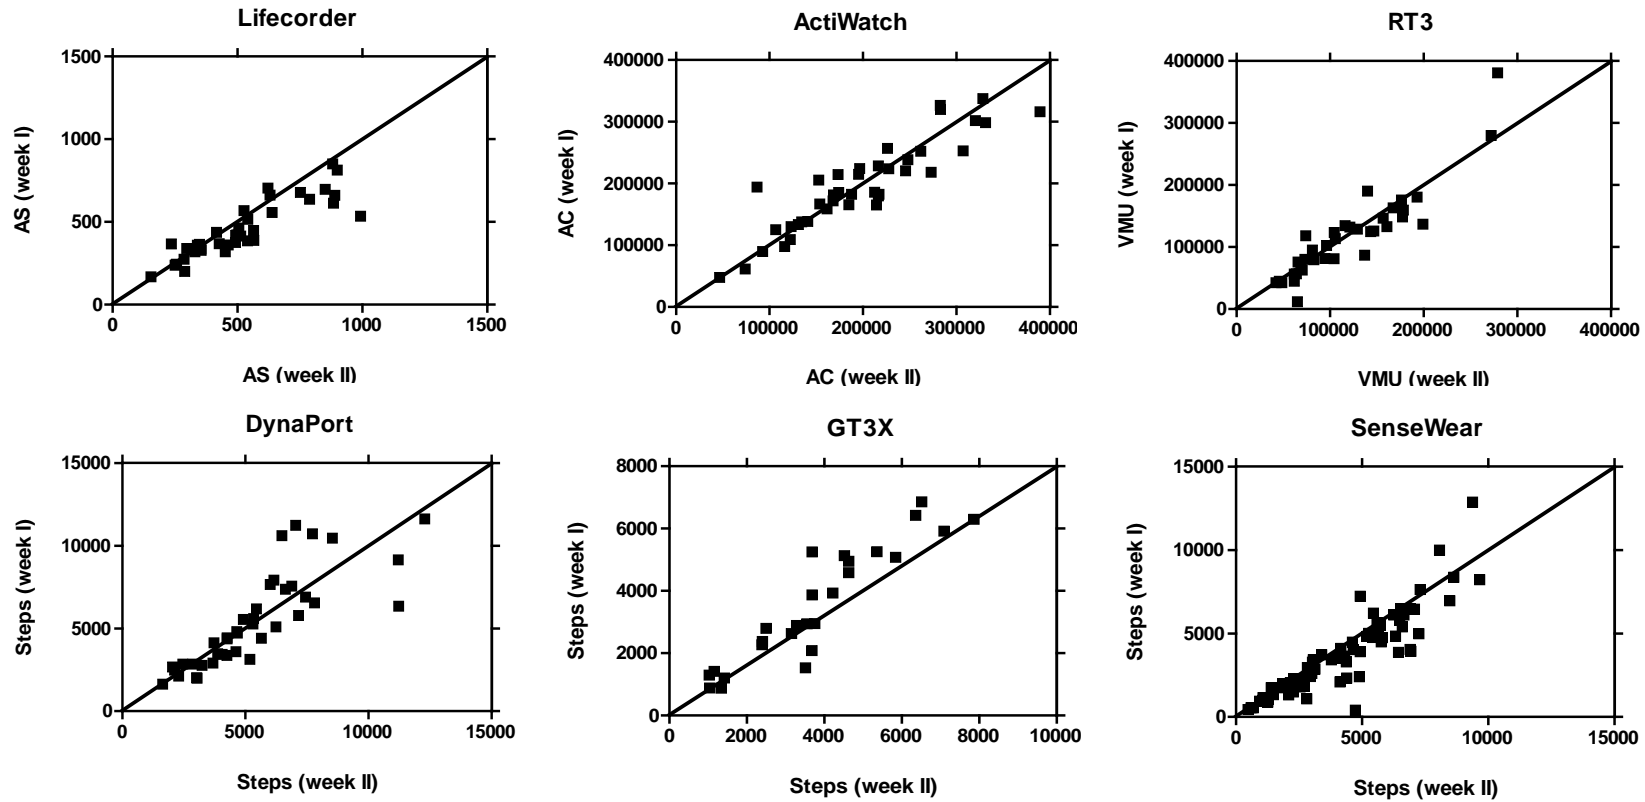 Lifecorder
1500
1000
500
0
AS (week I)
0 500 1000 1500
AS (week II)
ActiWatch
400000
300000
200000
100000
0
AC (week I)
0 100000 200000 300000 400000
AC (week II)
RT3
400000
300000
200000
100000
0
VMU (week I)
0 100000 200000 300000 400000
VMU (week II)
DynaPort
15000
10000
5000
0
Steps (week I)
0 5000 10000 15000
Steps (week II)
GT3X
8000
6000
4000
2000
0
Steps (week I)
0 2000 4000 6000 8000 10000
Steps (week II)
SenseWear
15000
10000
5000
0
Steps (week I)
0 5000 10000 15000
Steps (week II)